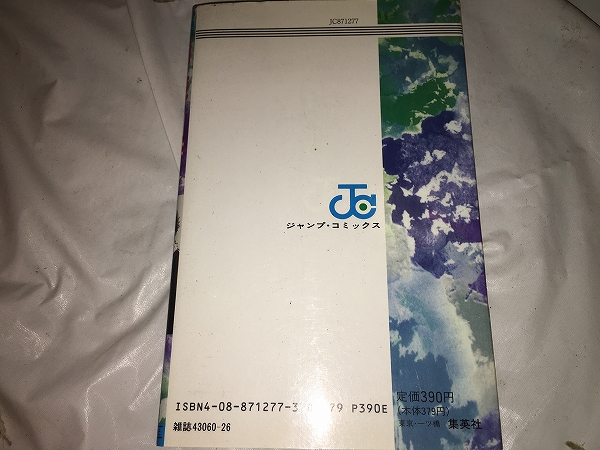 JC871277
JC
ジャンプ・コミックス
ISBN4-08-871277-3 P390E
雑誌43060-26
定価390円
(本体379円)
東京・一ツ橋 集英社